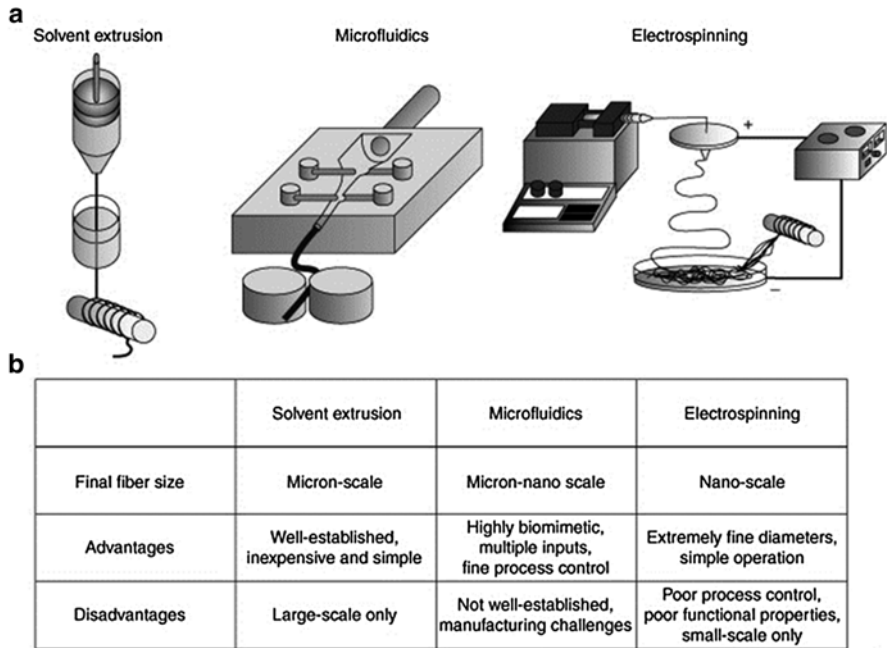 a
Solvent extrusion
Microfluidics
Electrospinning
+
–
b
Solvent extrusion
Microfluidics
Electrospinning
Final fiber size
Micron-scale
Micron-nano scale
Nano-scale
Advantages
Well-established,
inexpensive and simple
Highly biomimetic,
multiple inputs,
fine process control
Extremely fine diameters,
simple operation
Disadvantages
Large-scale only
Not well-established,
manufacturing challenges
Poor process control,
poor functional properties,
small-scale only